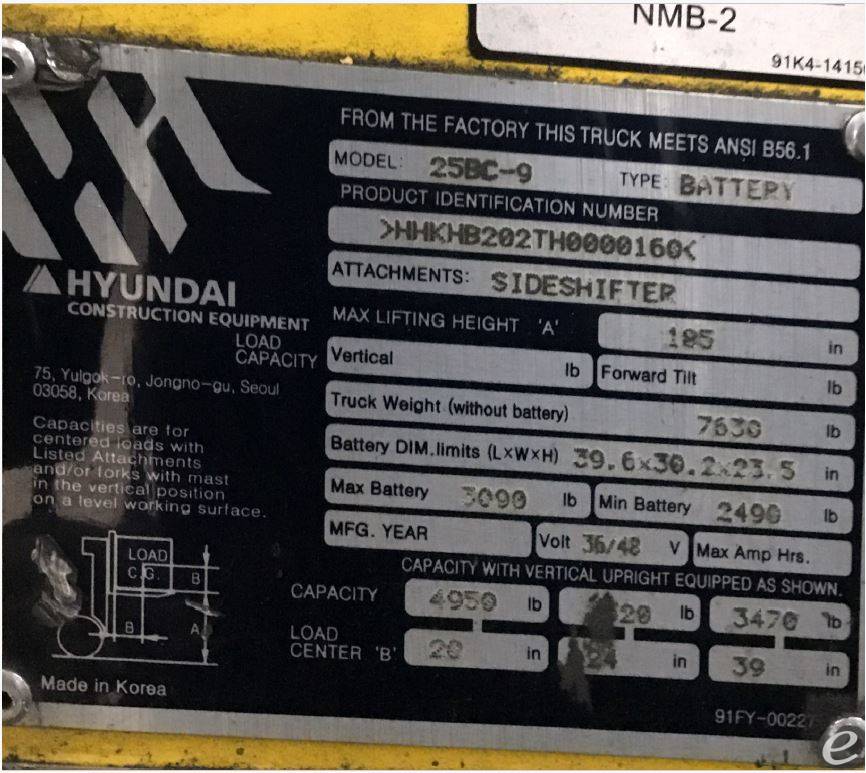 NMB-2
91K4-1415
FROM THE FACTORY THIS TRUCK MEETS ANSI B56.1
MODEL: 25BC-9 TYPE: BATTERY
PRODUCT IDENTIFICATION NUMBER
>HHKHB202TH0000160<
ATTACHMENTS: SIDESHIFTER
HYUNDAI
CONSTRUCTION EQUIPMENT
MAX LIFTING HEIGHT 'A' 185 in
LOAD CAPACITY
Vertical lb Forward Tilt lb
75, Yulgok-ro, Jongno-gu, Seoul
03058, Korea
Truck Weight (without battery) 7630 lb
Battery DIM.limits (L×W×H) 39.6x30.2x23.5 in
Max Battery 3090 lb Min Battery 2490 lb
MFG. YEAR Volt 36/48 V Max Amp Hrs.
Capacities are for
centered loads with
Listed Attachments
and/or forks with mast
in the vertical position
on a level working surface.
LOAD
C.G.
B
B
A
CAPACITY WITH VERTICAL UPRIGHT EQUIPPED AS SHOWN.
CAPACITY 4950 lb lb 3470 lb
LOAD
CENTER 'B' 20 in 24 in 39 in
Made in Korea
91FY-00227